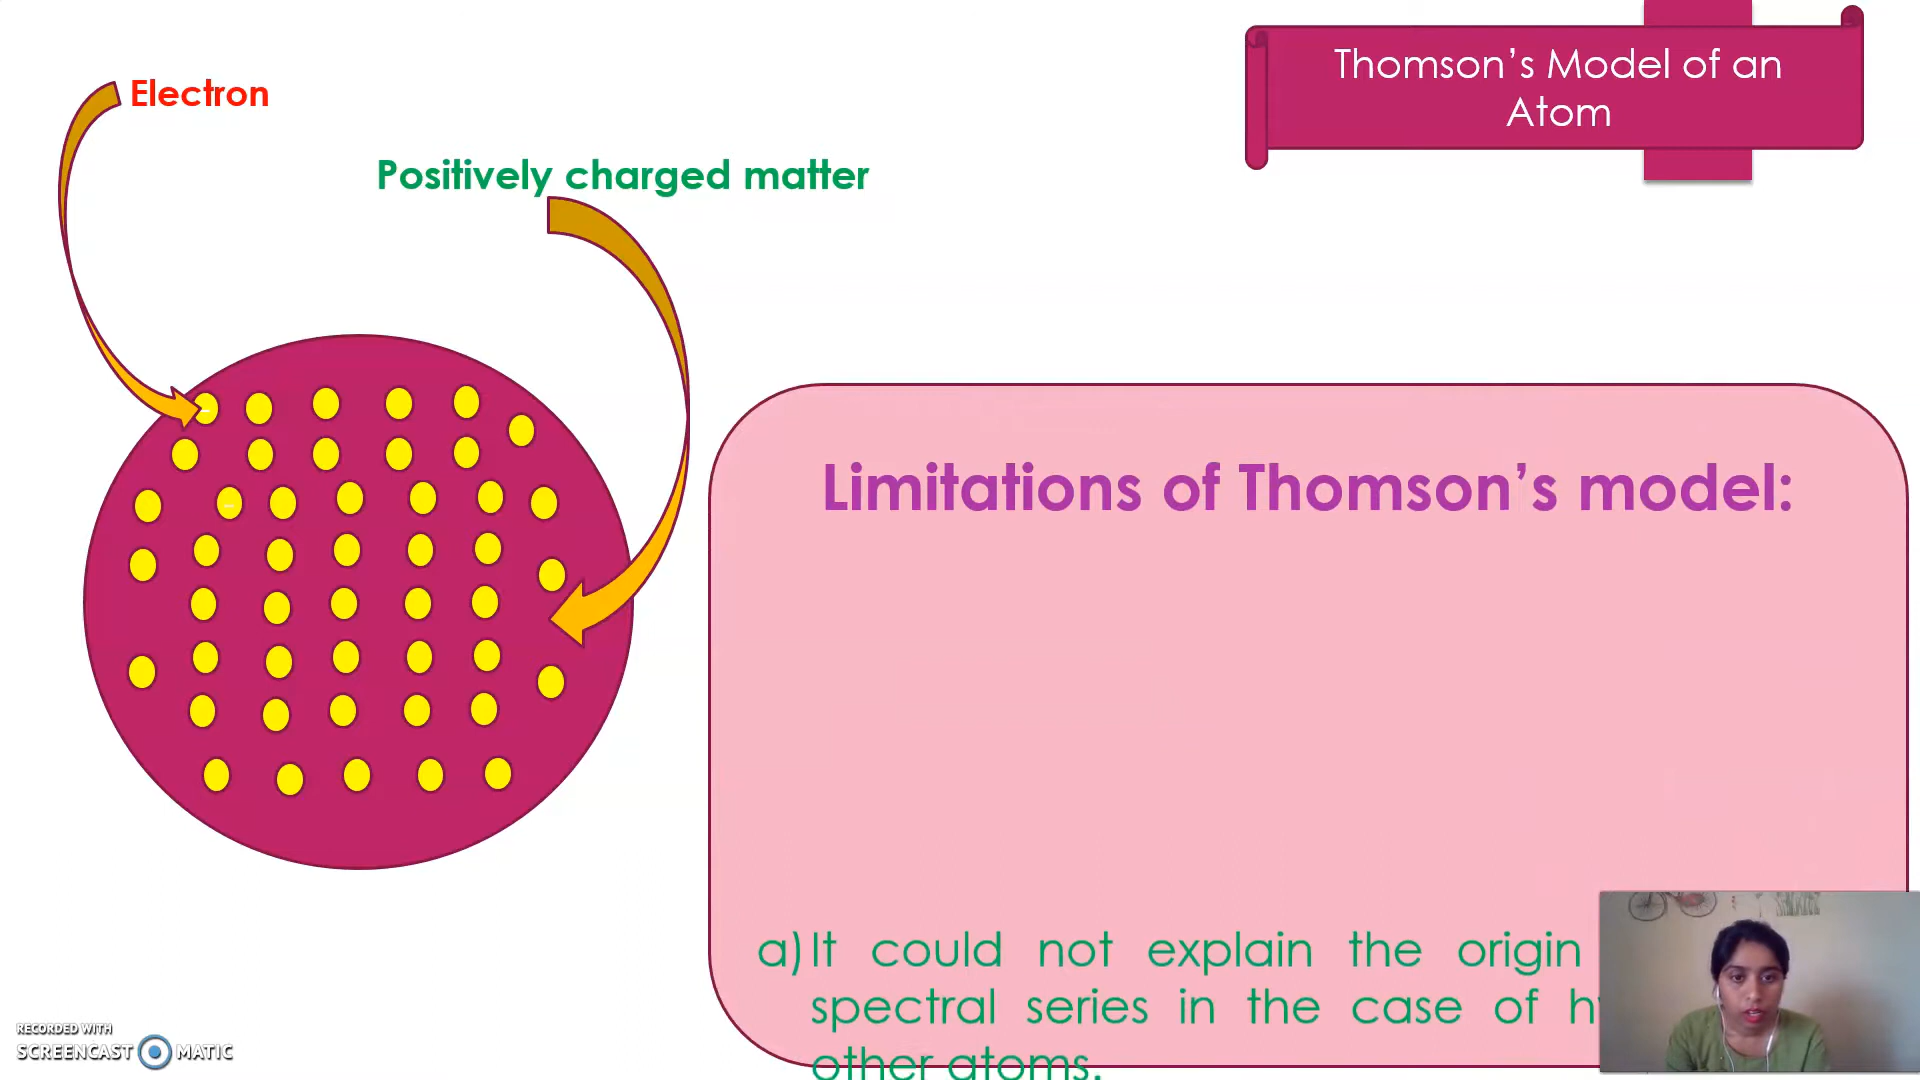 Thomson’s Model of an
Atom
Electron
Positively charged matter
Limitations of Thomson’s model:
a) It could not explain the origin
spectral series in the case of
other atoms.
RECORDED WITH
SCREENCAST MATIC